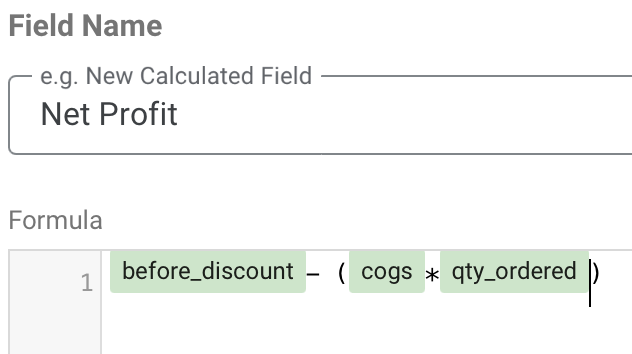 Field Name
e.g. New Calculated Field
Net Profit
Formula
1 before_discount - ( cogs * qty_ordered )